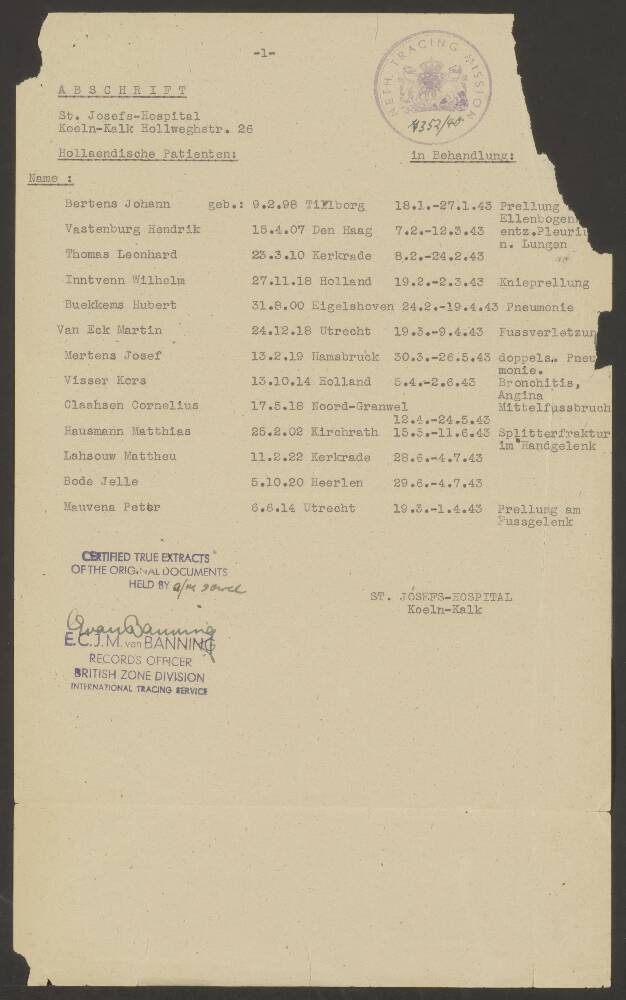 -1-
NETH. TRACING MISSION
A B S C H R I F T
St. Josefs-Hospital
Koeln-Kalk Hollweghstr. 26
Hollaendische Patienten: in Behandlung:
Name :
Bertens Johann geb.: 9.2.98 Tillborg 18.1.-27.1.43 Prellung
Ellenbogen
Vastenburg Hendrik 15.4.07 Den Haag 7.2.-12.3.43 entz.Pleuri
n. Lungen
Thomas Leonhard 23.3.10 Kerkrade 8.2.-24.2.43
Inntvenn Wilhelm 27.11.18 Holland 19.2.-2.3.43 Knieprellung
Buekkems Hubert 31.8.00 Eigelshoven 24.2.-19.4.43 Pneumonie
Van Eck Martin 24.12.18 Utrecht 19.3.-9.4.43 Fussverletzun
Mertens Josef 13.2.19 Hamsbruck 30.3.-26.5.43 doppels. Pneu
monie.
Visser Kors 13.10.14 Holland 5.4.-2.6.43 Bronchitis,
Angina
Claahsen Cornelius 17.5.18 Noord-Granwel Mittelfussbruch
12.4.-24.5.43
Hausmann Matthias 25.2.02 Kirchrath 15.5.-11.6.43 Splitterfraktur
im Handgelenk
Lahsouw Mattheu 11.2.22 Kerkrade 28.6.-4.7.43
Bode Jelle 5.10.20 Heerlen 29.6.-4.7.43
Mauvena Peter 6.6.14 Utrecht 19.3.-1.4.43 Prellung am
Fussgelenk
CERTIFIED TRUE EXTRACTS
OF THE ORIGINAL DOCUMENTS
HELD BY
ST. JOSEFS-HOSPITAL
Koeln-Kalk
E.C.J.M. van BANNING
RECORDS OFFICER
BRITISH ZONE DIVISION
INTERNATIONAL TRACING SERVICE